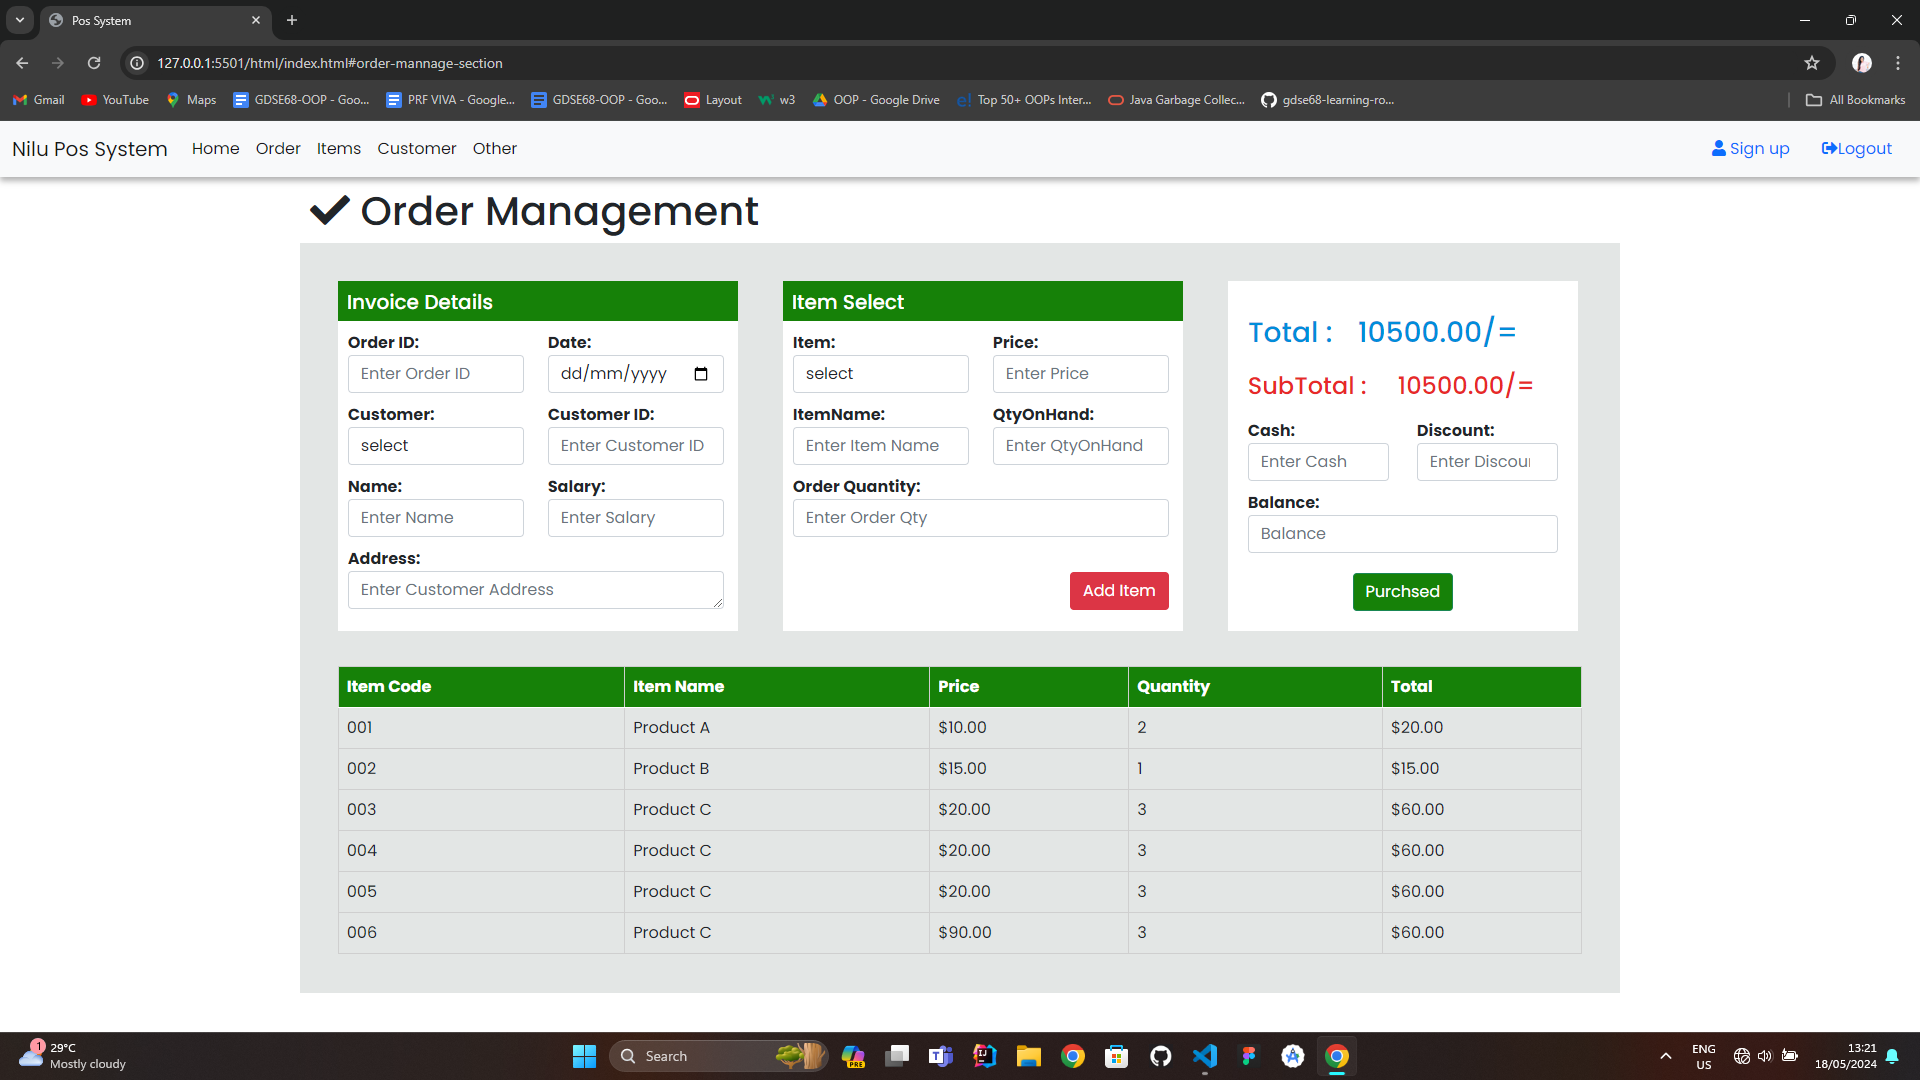 Pos System
127.0.0.1:5501/html/index.html#order-mannage-section
Gmail YouTube Maps GDSE68-OOP - Goo... PRF VIVA - Google... GDSE68-OOP - Goo... Layout w3 OOP - Google Drive Top 50+ OOPs Inter... Java Garbage Collec... gdse68-learning-ro... All Bookmarks
Nilu Pos System Home Order Items Customer Other Sign up Logout
Order Management
Invoice Details
Order ID: Date:
Enter Order ID dd/mm/yyyy
Customer: Customer ID:
select Enter Customer ID
Name: Salary:
Enter Name Enter Salary
Address:
Enter Customer Address
Item Select
Item: Price:
select Enter Price
ItemName: QtyOnHand:
Enter Item Name Enter QtyOnHand
Order Quantity:
Enter Order Qty
Add Item
Total : 10500.00/=
SubTotal : 10500.00/=
Cash: Discount:
Enter Cash Enter Discou
Balance:
Balance
Purchsed
Item Code Item Name Price Quantity Total
001 Product A $10.00 2 $20.00
002 Product B $15.00 1 $15.00
003 Product C $20.00 3 $60.00
004 Product C $20.00 3 $60.00
005 Product C $20.00 3 $60.00
006 Product C $90.00 3 $60.00
1 29°C
Mostly cloudy
Search
PRE
ENG
US
13:21
18/05/2024